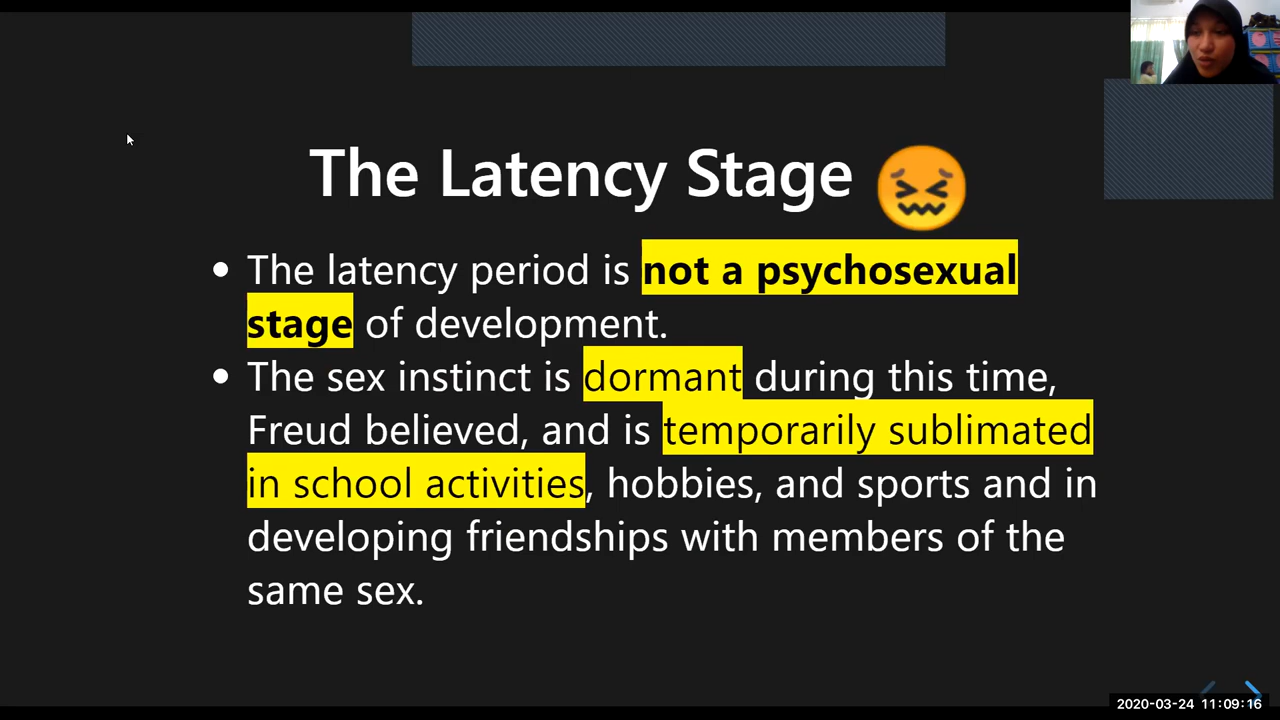 The Latency Stage
• The latency period is not a psychosexual
stage of development.
• The sex instinct is dormant during this time,
Freud believed, and is temporarily sublimated
in school activities, hobbies, and sports and in
developing friendships with members of the
same sex.
2020-03-24 11:09:16